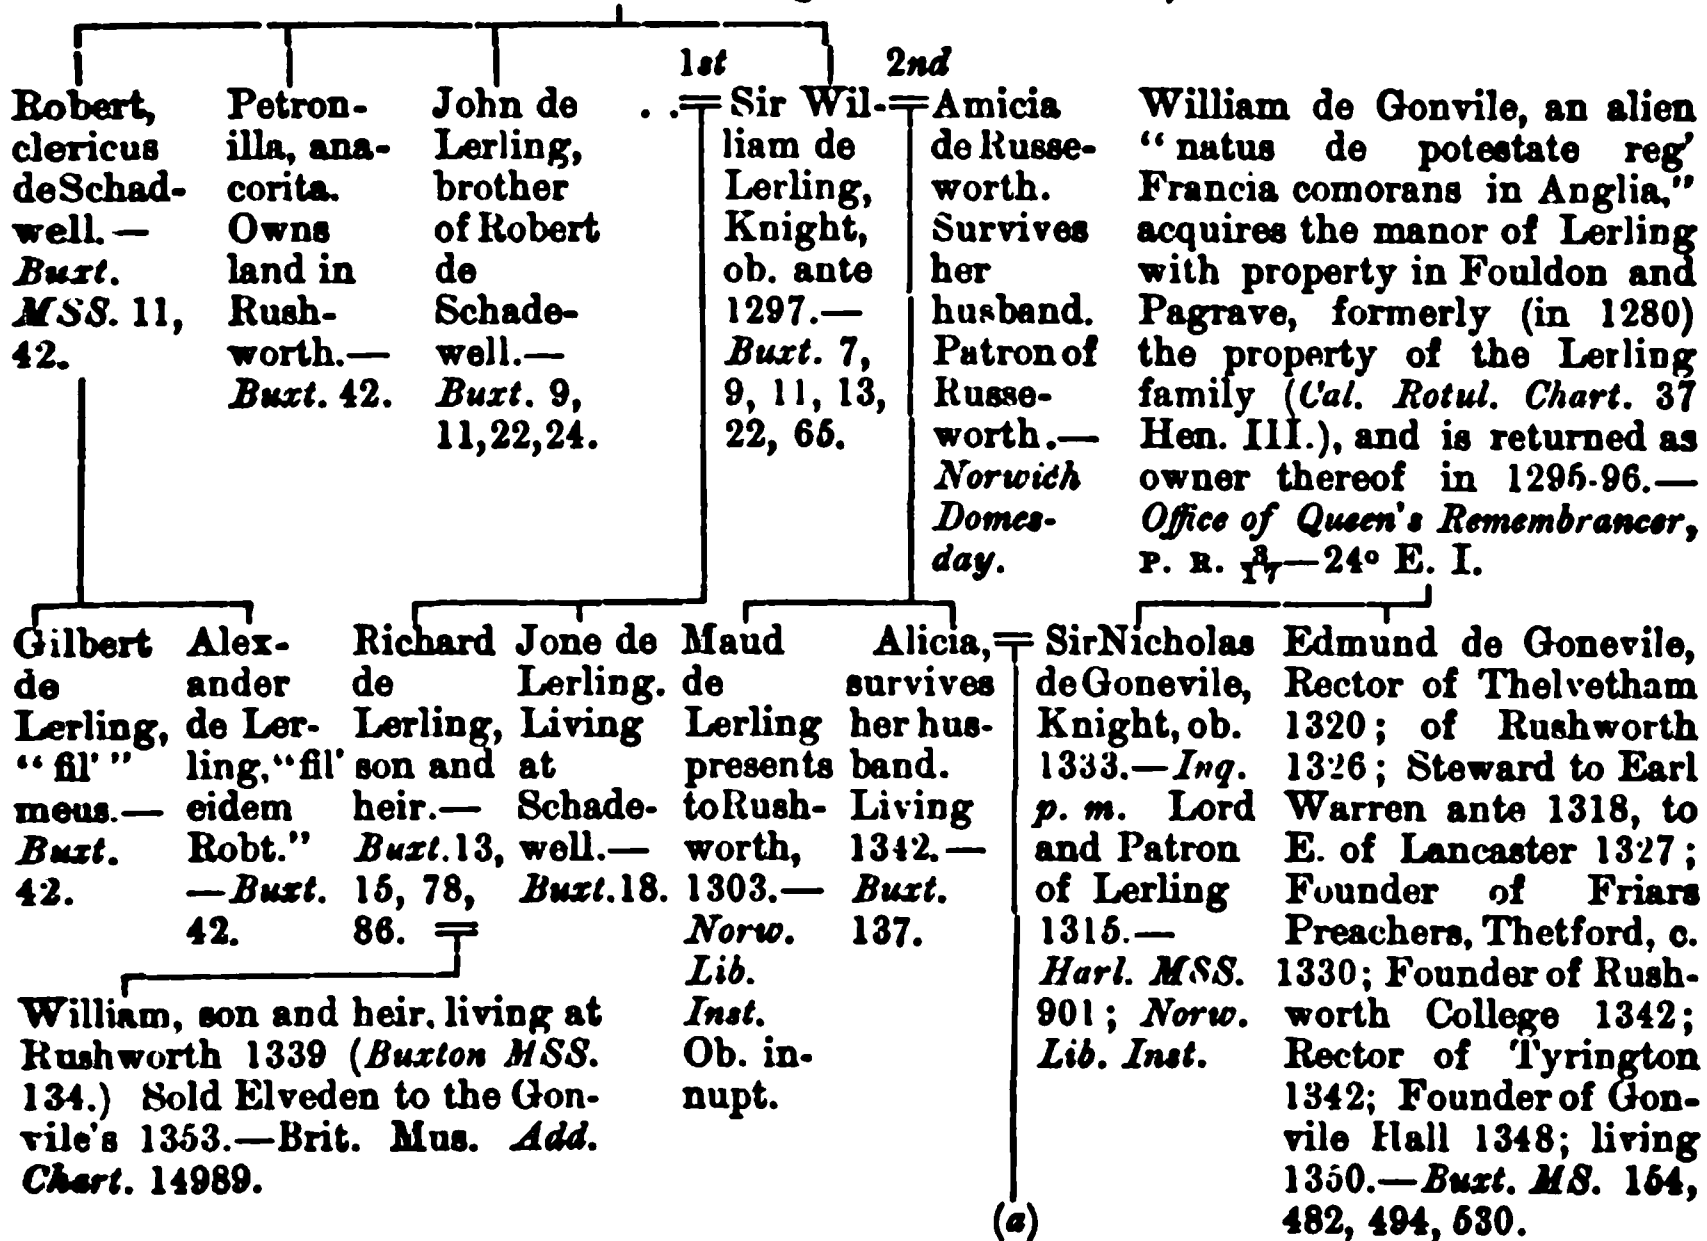 1st
2nd
Robert,
clericus
de Schad-
well.—
Buxt.
MSS. 11,
42.
Petron-
illa, ana-
corita.
Owns
land in
Rush-
worth.—
Buxt. 42.
John de
Lerling,
brother
of Robert
de
Schade-
well.—
Buxt. 9,
11,22,24.
. . = Sir Wil- =
liam de
Lerling,
Knight,
ob. ante
1297.—
Buxt. 7,
9, 11, 13,
22, 65.
Amicia
de Russe-
worth.
Survives
her
husband.
Patron of
Russe-
worth.—
Norwich
Domes-
day.
William de Gonvile, an alien
“natus de potestate reg'
Francia comorans in Anglia,”
acquires the manor of Lerling
with property in Fouldon and
Pagrave, formerly (in 1280)
the property of the Lerling
family (Cal. Rotul. Chart. 37
Hen. III.), and is returned as
owner thereof in 1295-96.—
Office of Queen's Remembrancer,
P. R. 3/17—24° E. I.
Gilbert
de
Lerling,
“fil'”
meus.—
Buxt.
42.
Alex-
ander
de Ler-
ling, “fil'
eidem
Robt.”
—Buxt.
42.
Richard
de
Lerling,
son and
heir.—
Buxt. 13,
15, 78,
86. =
Jone de
Lerling.
Living
at
Schade-
well.—
Buxt. 18.
Maud
de
Lerling
presents
to Rush-
worth,
1303.—
Norw.
Lib.
Inst.
Ob. in-
nupt.
Alicia, =
survives
her hus-
band.
Living
1342.—
Buxt.
137.
Sir Nicholas
de Gonevile,
Knight, ob.
1333.—Inq.
p. m. Lord
and Patron
of Lerling
1315.—
Harl. MSS.
901; Norw.
Lib. Inst.
Edmund de Gonevile,
Rector of Thelvetham
1320; of Rushworth
1326; Steward to Earl
Warren ante 1318, to
E. of Lancaster 1327;
Founder of Friars
Preachers, Thetford, c.
1330; Founder of Rush-
worth College 1342;
Rector of Tyrington
1342; Founder of Gon-
vile Hall 1348; living
1350.—Buxt. MS. 154,
482, 494, 530.
William, son and heir, living at
Rushworth 1339 (Buxton MSS.
134.) Sold Elveden to the Gon-
vile's 1353.—Brit. Mus. Add.
Chart. 14989.
(a)